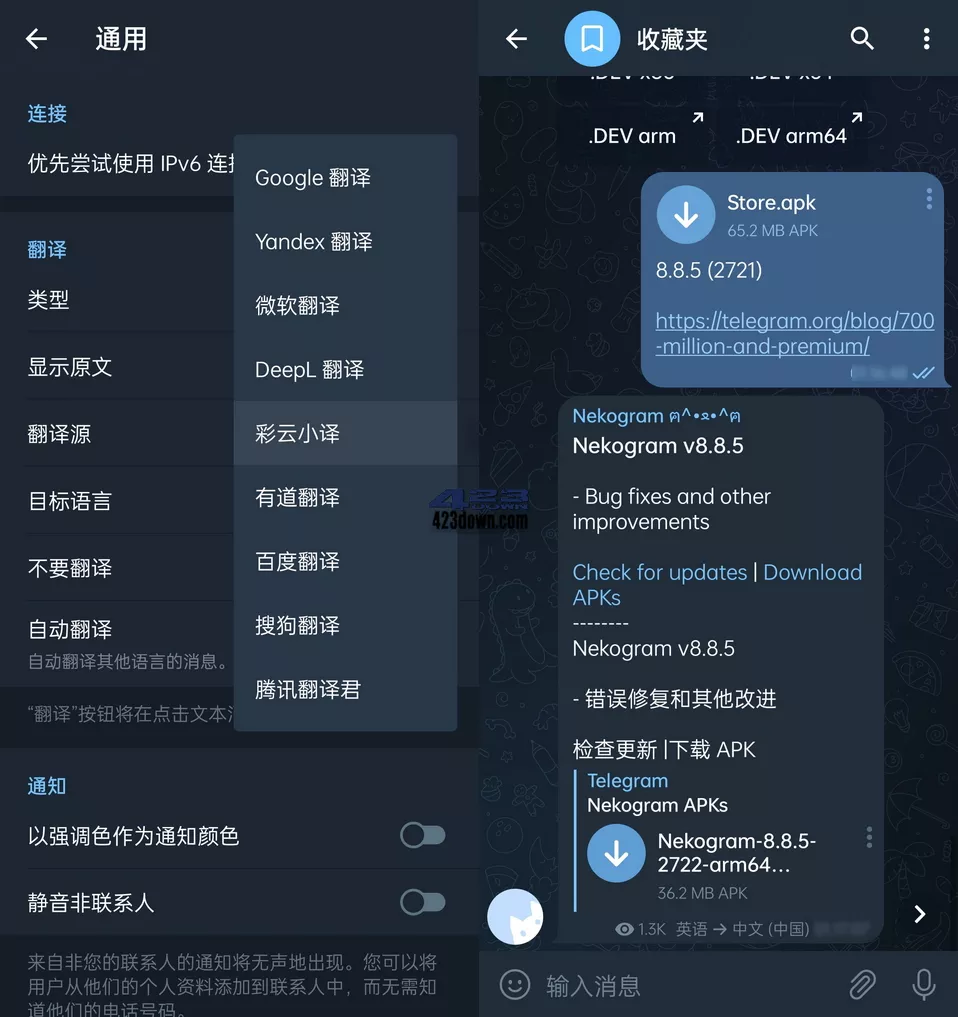 通用
连接
优先尝试使用 IPv6 连接
翻译
类型
显示原文
翻译源
目标语言
不要翻译
自动翻译
自动翻译其他语言的消息。
“翻译”按钮将在点击文本
通知
以强调色作为通知颜色
静音非联系人
来自非您的联系人的通知将无声地出现。您可以将
用户从他们的个人资料添加到联系人中，而无需知
道他们的电话号码。
Google 翻译
Yandex 翻译
微软翻译
DeepL 翻译
彩云小译
有道翻译
百度翻译
搜狗翻译
腾讯翻译君
423down.com
收藏夹
.DEV x64
.DEV arm
.DEV arm64
Store.apk
65.2 MB APK
8.8.5 (2721)
https://telegram.org/blog/700
-million-and-premium/
Nekogram ฅ^•ﻌ•^ฅ
Nekogram v8.8.5
- Bug fixes and other
improvements
Check for updates | Download
APKs
--------
Nekogram v8.8.5
- 错误修复和其他改进
检查更新 |下载 APK
Telegram
Nekogram APKs
Nekogram-8.8.5-
2722-arm64...
36.2 MB APK
1.3K 英语 → 中文 (中国)
输入消息